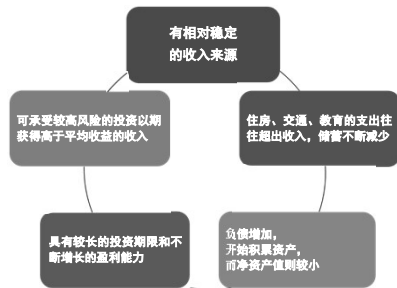 有相对稳定
的收入来源
可承受较高风险的投资以期
获得高于平均收益的收入
住房、交通、教育的支出往
往超出收入，储蓄不断减少
具有较长的投资期限和不
断增长的盈利能力
负债增加，
开始积累资产，
而净资产值则较小